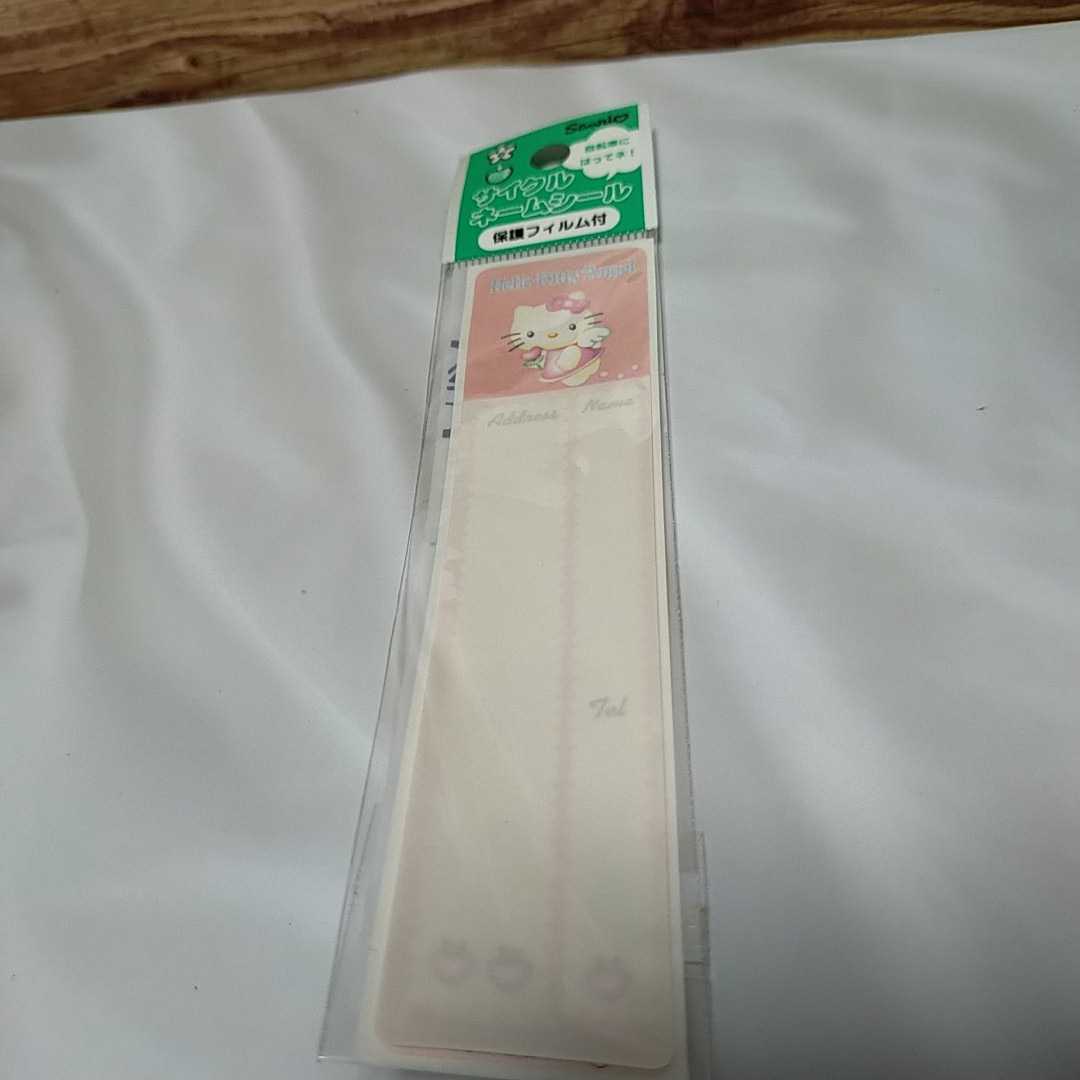 Sanrio
自転車に
はってネ!
サイクル
ネームシール
保護フィルム付
Hello Kitty Angel
Address
Name
Tel